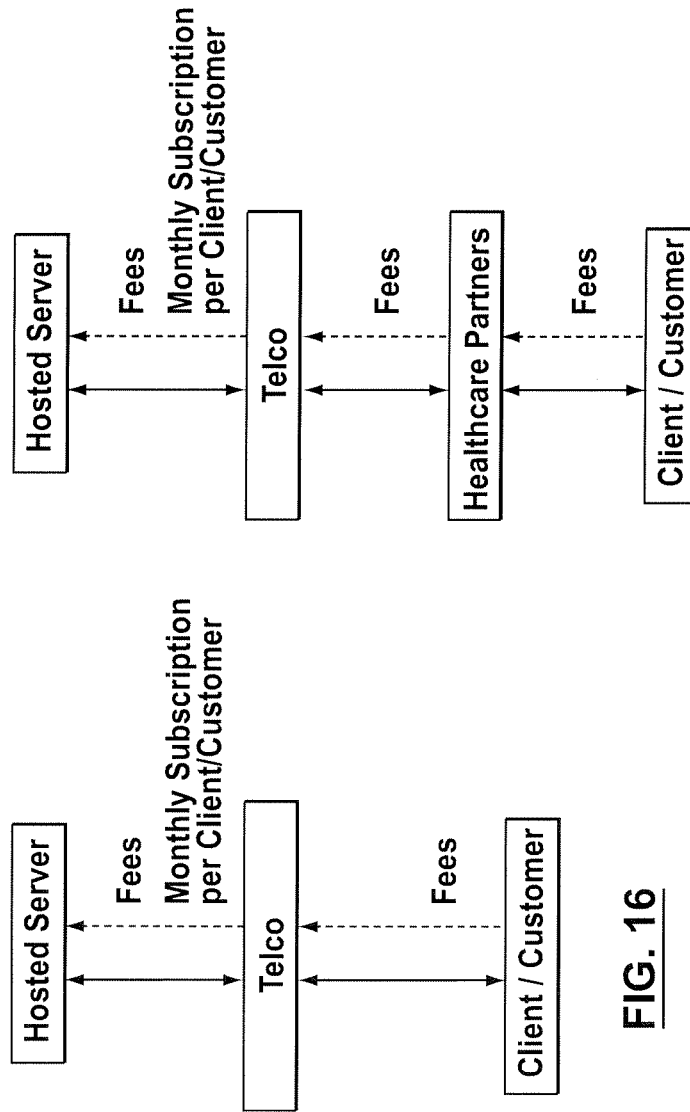 Hosted Server
Fees
Monthly Subscription
per Client/Customer
Telco
Fees
Client / Customer
Hosted Server
Fees
Monthly Subscription
per Client/Customer
Telco
Fees
Healthcare Partners
Fees
Client / Customer
FIG. 16